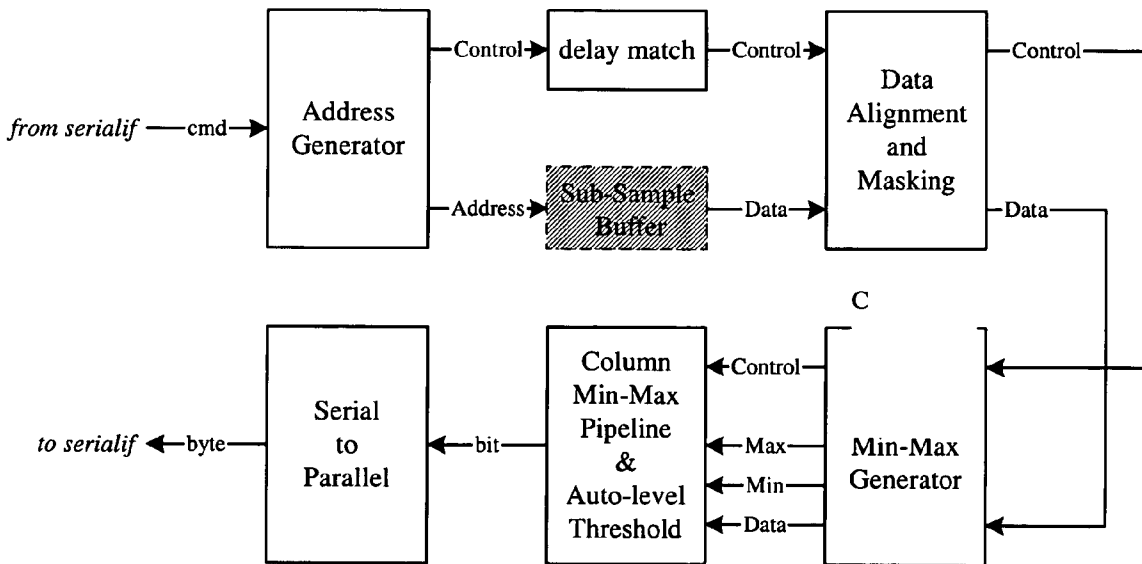 Control
delay match
Control
Control
from serialif
cmd
Address
Generator
Data
Alignment
and
Masking
Address
Sub-Sample
Buffer
Data
Data
C
Control
Column
Min-Max
Pipeline
&
Auto-level
Threshold
Serial
to
Parallel
to serialif
byte
bit
Max
Min
Data
Min-Max
Generator